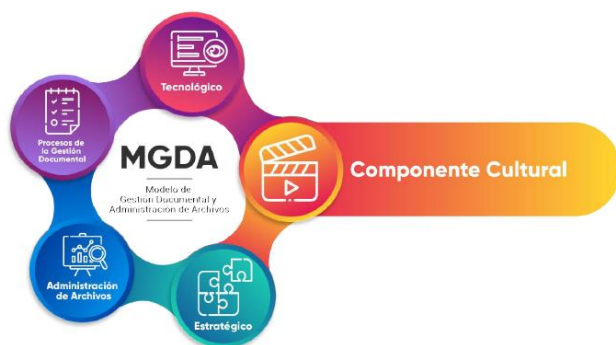 Tecnológico
Procesos de
la Gestión
Documental
MGDA
Modelo de
Gestión Documental y
Administración de Archivos
Componente Cultural
Administración
de Archivos
Estratégico